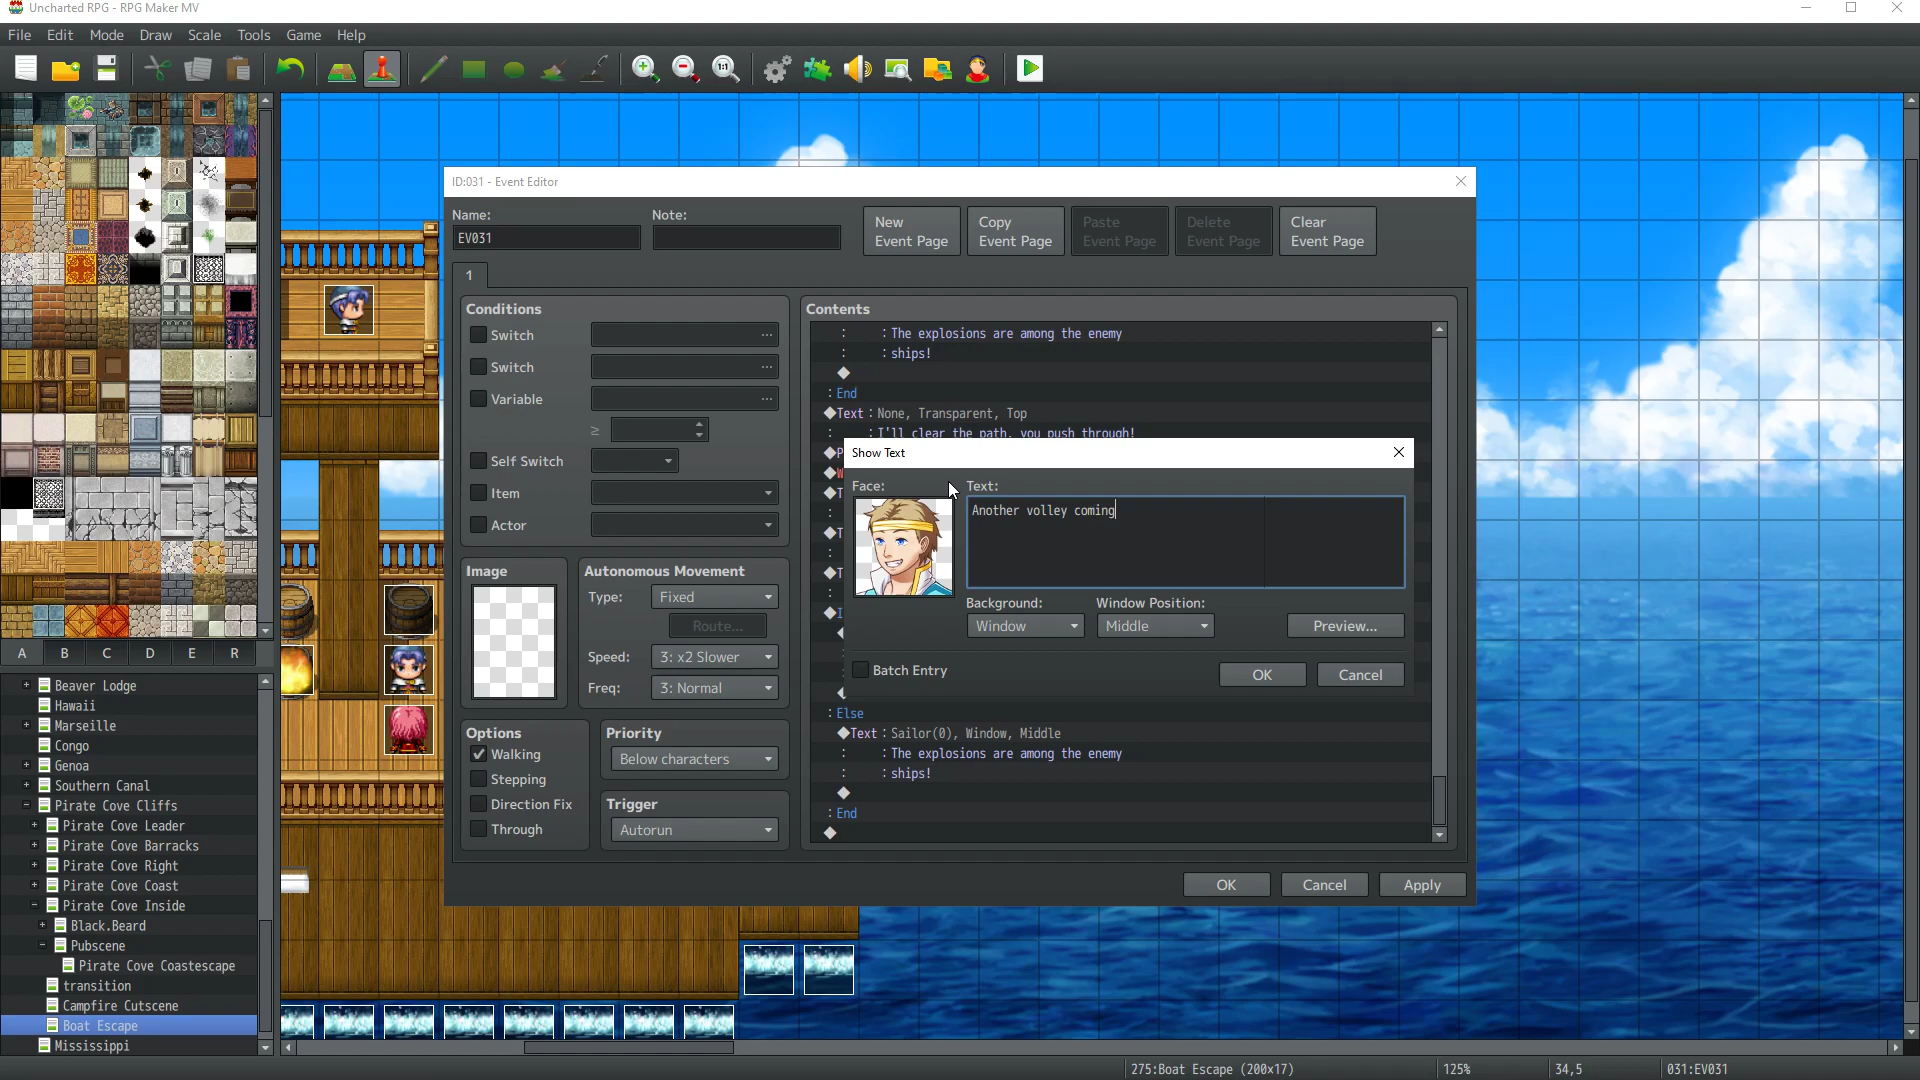 Uncharted RPG - RPG Maker MV
File Edit Mode Draw Scale Tools Game Help
1:1
ID:031 - Event Editor
Name:
Note:
EV031
New
Event Page
Copy
Event Page
Paste
Event Page
Delete
Event Page
Clear
Event Page
1
Conditions
Switch ...
Switch ...
Variable ...
≥
Self Switch
Item
Actor
Image
Autonomous Movement
Type: Fixed
Route...
Speed: 3: x2 Slower
Freq: 3: Normal
Options
Walking
Stepping
Direction Fix
Through
Priority
Below characters
Trigger
Autorun
Contents
: : The explosions are among the enemy
: : ships!
◆
: End
◆Text : None, Transparent, Top
: : I'll clear the path, you push through!
◆P
◆W
◆T
:
◆T
:
◆T
:
◆I
: Else
◆Text : Sailor(0), Window, Middle
: : The explosions are among the enemy
: : ships!
◆
: End
◆
Show Text
Face:
Text:
Another volley coming
Background:
Window
Window Position:
Middle
Preview...
Batch Entry
OK
Cancel
OK
Cancel
Apply
A B C D E R
Beaver Lodge
Hawaii
Marseille
Congo
Genoa
Southern Canal
Pirate Cove Cliffs
Pirate Cove Leader
Pirate Cove Barracks
Pirate Cove Right
Pirate Cove Coast
Pirate Cove Inside
Black.Beard
Pubscene
Pirate Cove Coastescape
transition
Campfire Cutscene
Boat Escape
Mississippi
275:Boat Escape (200×17)
125%
34,5
031:EV031